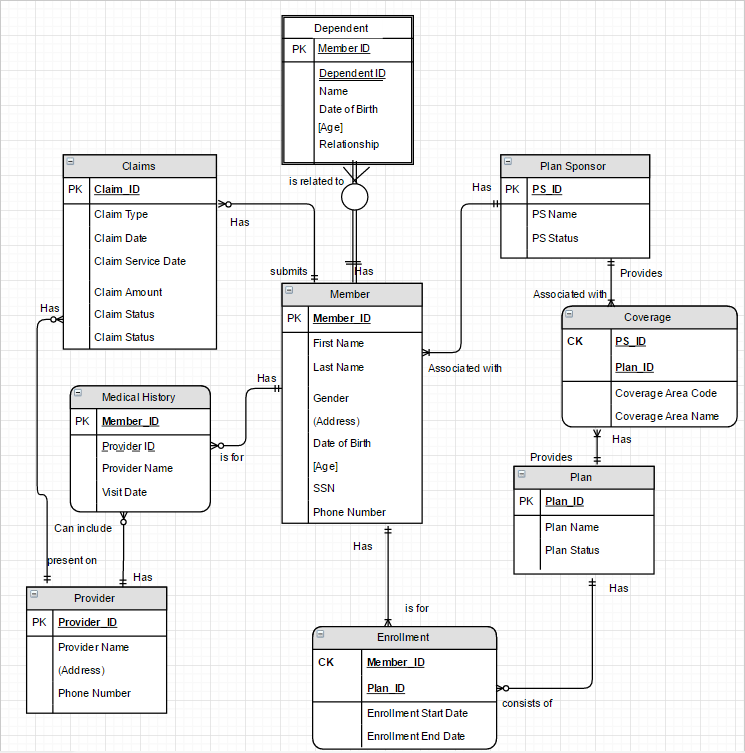 Dependent
PK Member ID
Dependent ID
Name
Date of Birth
[Age]
Relationship
is related to
Claims
PK Claim_ID
Claim Type
Claim Date
Claim Service Date
Claim Amount
Claim Status
Claim Status
Has
submits
Has
Has
Plan Sponsor
PK PS_ID
PS Name
PS Status
Has
Provides
Associated with
Member
PK Member_ID
First Name
Last Name
Gender
(Address)
Date of Birth
[Age]
SSN
Phone Number
Associated with
Coverage
CK PS_ID
Plan_ID
Coverage Area Code
Coverage Area Name
Has
Provides
Medical History
PK Member_ID
Provider ID
Provider Name
Visit Date
Has
is for
Can include
present on
Has
Plan
PK Plan_ID
Plan Name
Plan Status
Has
Has
is for
Provider
PK Provider_ID
Provider Name
(Address)
Phone Number
Enrollment
CK Member_ID
Plan_ID
Enrollment Start Date
Enrollment End Date
consists of